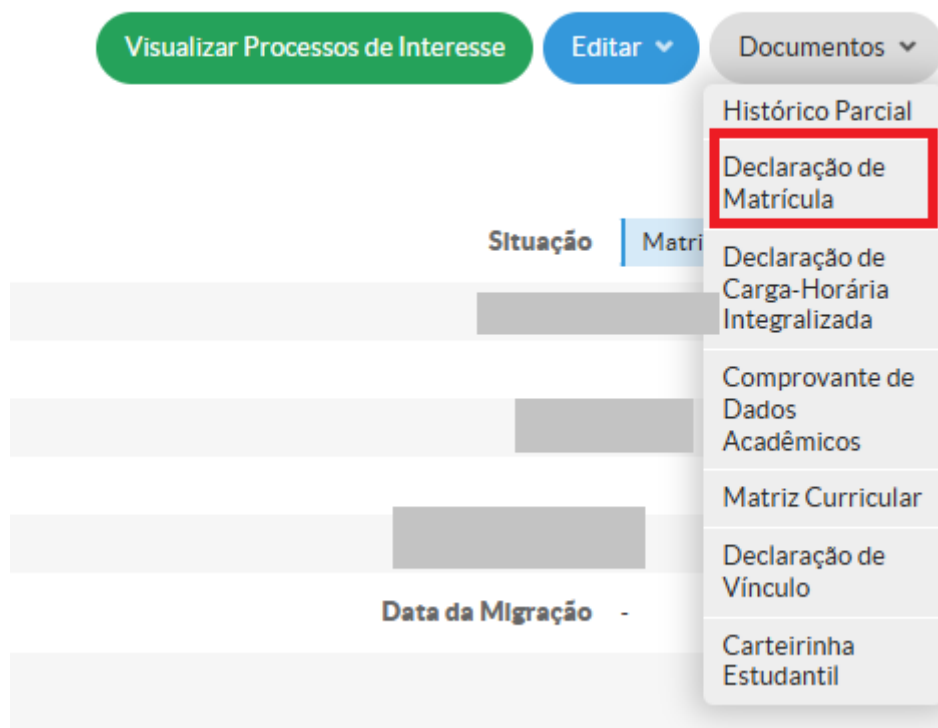 Visualizar Processos de Interesse
Editar
Documentos
Histórico Parcial
Declaração de
Matrícula
Situação
Matri
Declaração de
Carga-Horária
Integralizada
Comprovante de
Dados
Acadêmicos
Matriz Curricular
Declaração de
Vínculo
Data da Migração -
Carteirinha
Estudantil